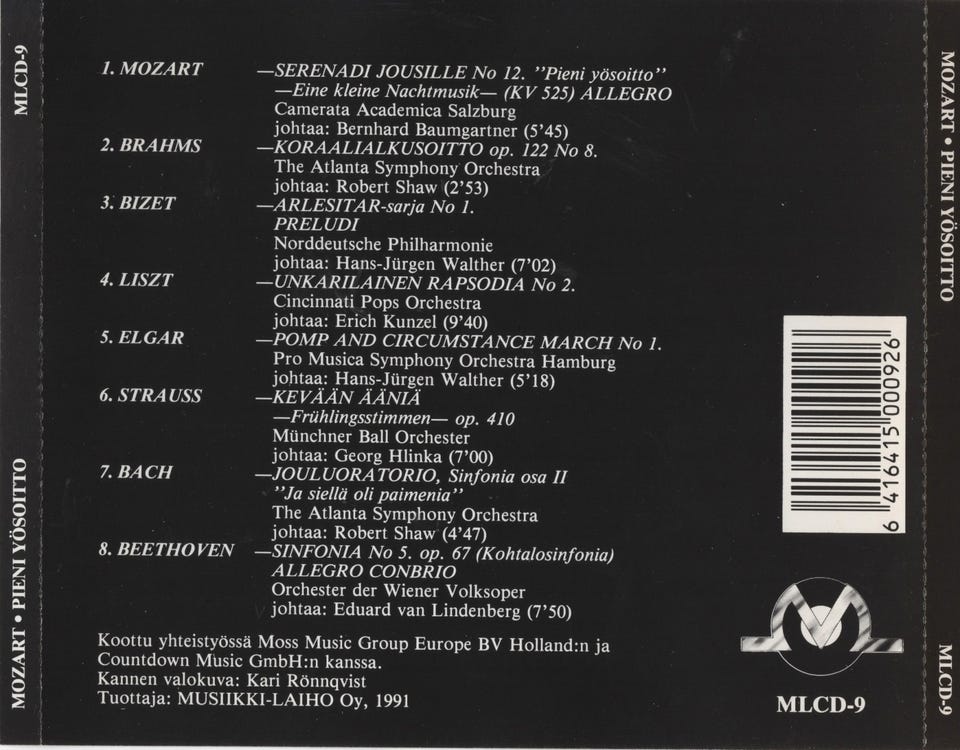 MLCD-9
MOZART • PIENI YÖSOITTO
1. MOZART —SERENADI JOUSILLE No 12. ”Pieni yösoitto”
—Eine kleine Nachtmusik— (KV 525) ALLEGRO
Camerata Academica Salzburg
johtaa: Bernhard Baumgartner (5'45)
2. BRAHMS —KORAALIALKUSOITTO op. 122 No 8.
The Atlanta Symphony Orchestra
johtaa: Robert Shaw (2'53)
3. BIZET —ARLESITAR-sarja No 1.
PRELUDI
Norddeutsche Philharmonie
johtaa: Hans-Jürgen Walther (7'02)
4. LISZT —UNKARILAINEN RAPSODIA No 2.
Cincinnati Pops Orchestra
johtaa: Erich Kunzel (9'40)
5. ELGAR —POMP AND CIRCUMSTANCE MARCH No 1.
Pro Musica Symphony Orchestra Hamburg
johtaa: Hans-Jürgen Walther (5'18)
6. STRAUSS —KEVÄÄN ÄÄNIÄ
—Frühlingsstimmen— op. 410
Münchner Ball Orchester
johtaa: Georg Hlinka (7'00)
7. BACH —JOULUORATORIO, Sinfonia osa II
”Ja siellä oli paimenia”
The Atlanta Symphony Orchestra
johtaa: Robert Shaw (4'47)
8. BEETHOVEN —SINFONIA No 5. op. 67 (Kohtalosinfonia)
ALLEGRO CONBRIO
Orchester der Wiener Volksoper
johtaa: Eduard van Lindenberg (7'50)
Koottu yhteistyössä Moss Music Group Europe BV Holland:n ja
Countdown Music GmbH:n kanssa.
Kannen valokuva: Kari Rönnqvist
Tuottaja: MUSIIKKI-LAIHO Oy, 1991
6 416415 000926
MLCD-9
MOZART • PIENI YÖSOITTO
MLCD-9